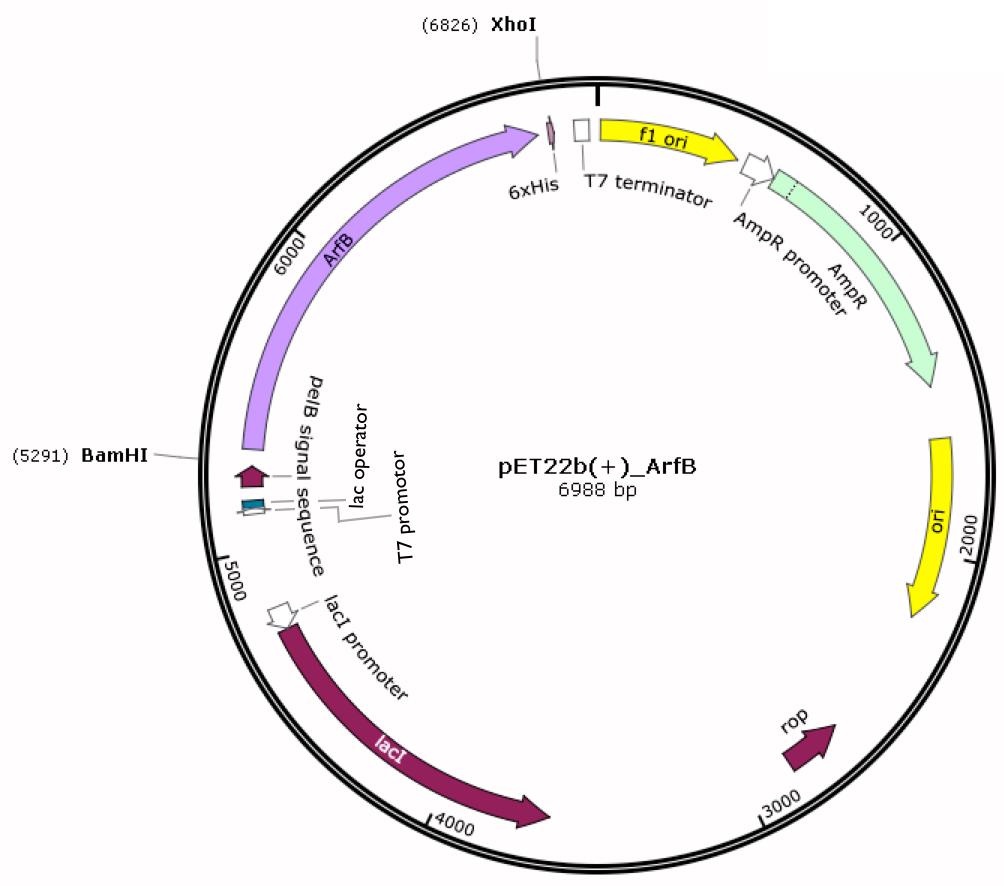 (6826) XhoI
f1 ori
6xHis
T7 terminator
AmpR promoter
AmpR
1000
ArfB
6000
pelB signal sequence
lac operator
T7 promotor
(5291) BamHI
pET22b(+)_ArfB
6988 bp
ori
2000
5000
lacI promoter
lacI
rop
3000
4000